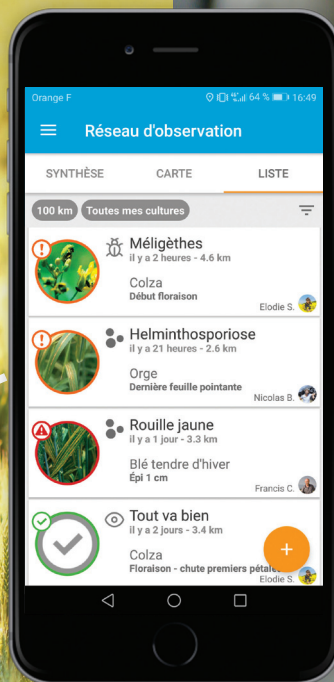 Orange F 64 % 16:49
Réseau d'observation
SYNTHÈSE CARTE LISTE
100 km Toutes mes cultures
Méligèthes
il y a 2 heures - 4.6 km
Colza
Début floraison
Elodie S.
Helminthosporiose
il y a 21 heures - 2.6 km
Orge
Dernière feuille pointante
Nicolas B.
Rouille jaune
il y a 1 jour - 3.3 km
Blé tendre d'hiver
Épi 1 cm
Francis C.
Tout va bien
il y a 2 jours - 3.4 km
Colza
Floraison - chute premiers pétale
Elodie S.